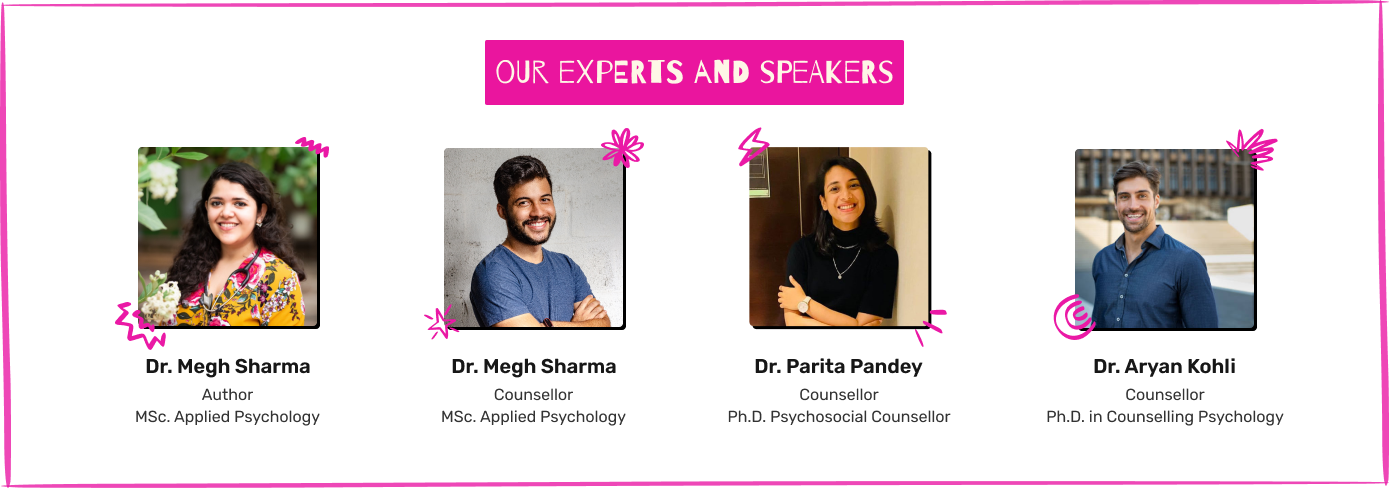 OUR EXPERTS AND SPEAKERS
Dr. Megh Sharma
Author
MSc. Applied Psychology
Dr. Megh Sharma
Counsellor
MSc. Applied Psychology
Dr. Parita Pandey
Counsellor
Ph.D. Psychosocial Counsellor
Dr. Aryan Kohli
Counsellor
Ph.D. in Counselling Psychology